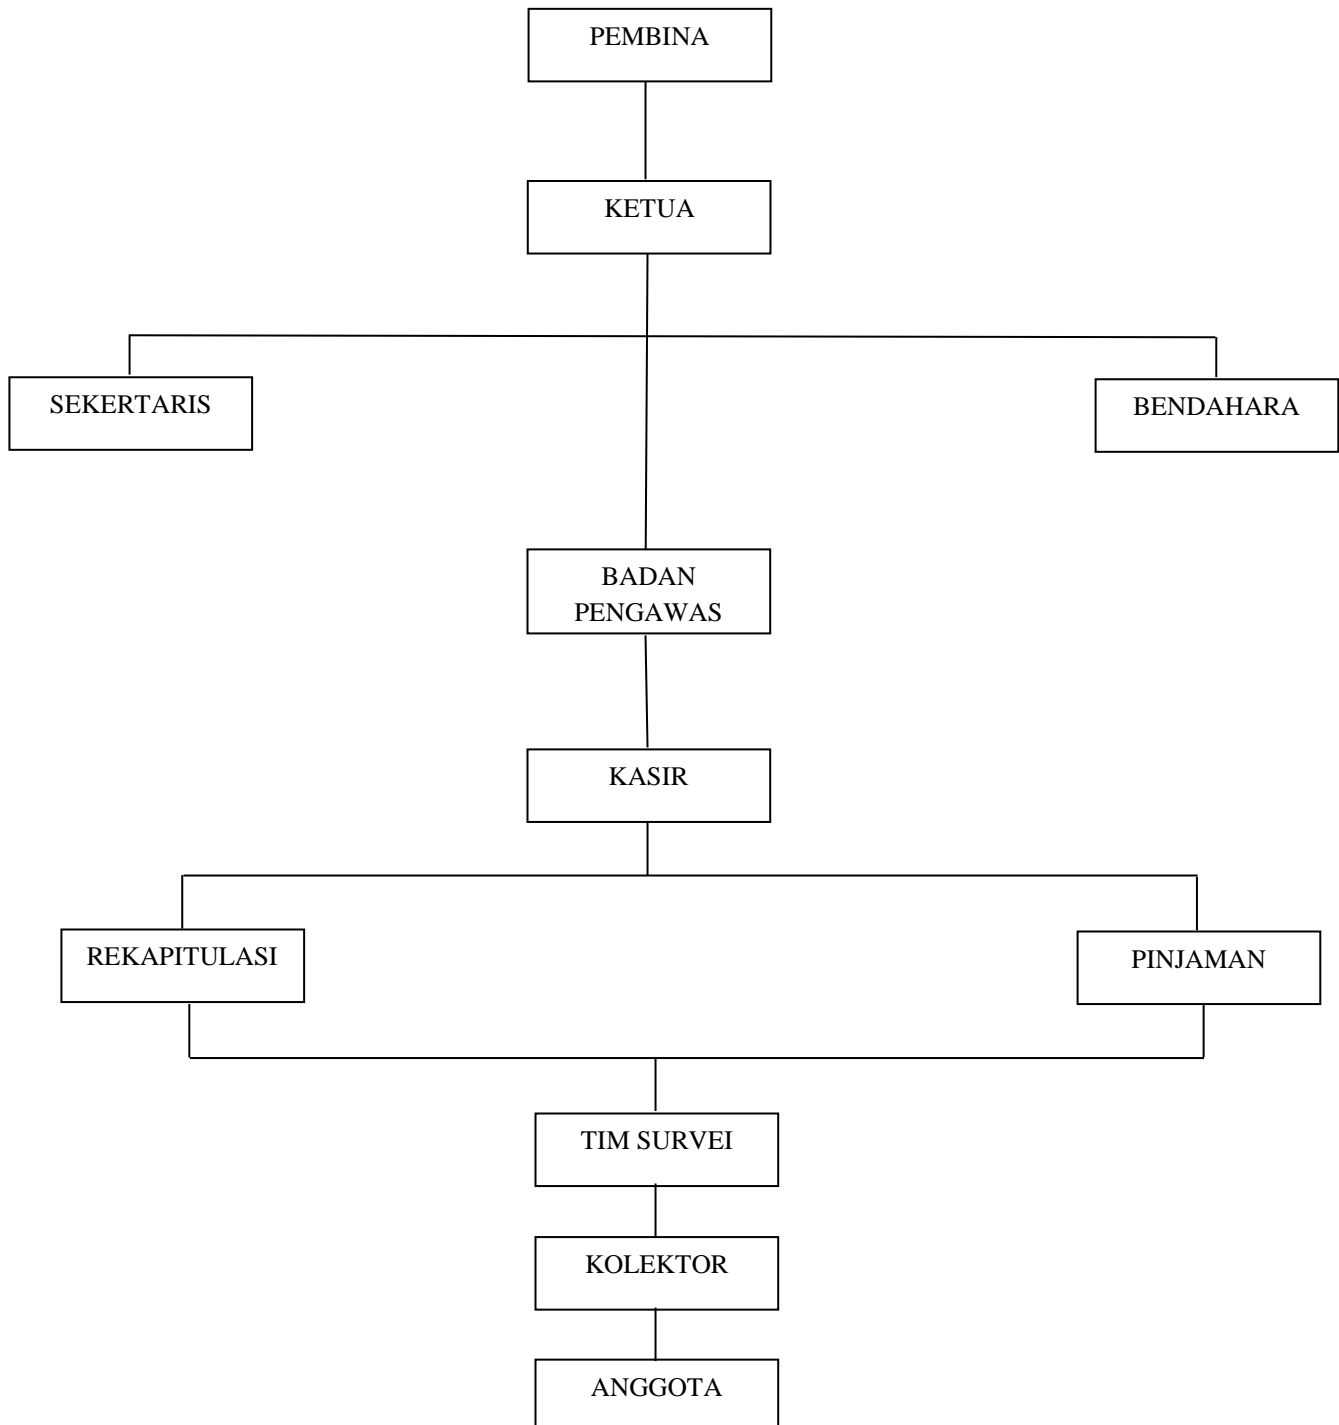 PEMBINA
KETUA
SEKERTARIS
BENDAHARA
BADAN
PENGAWAS
KASIR
REKAPITULASI
PINJAMAN
TIM SURVEI
KOLEKTOR
ANGGOTA